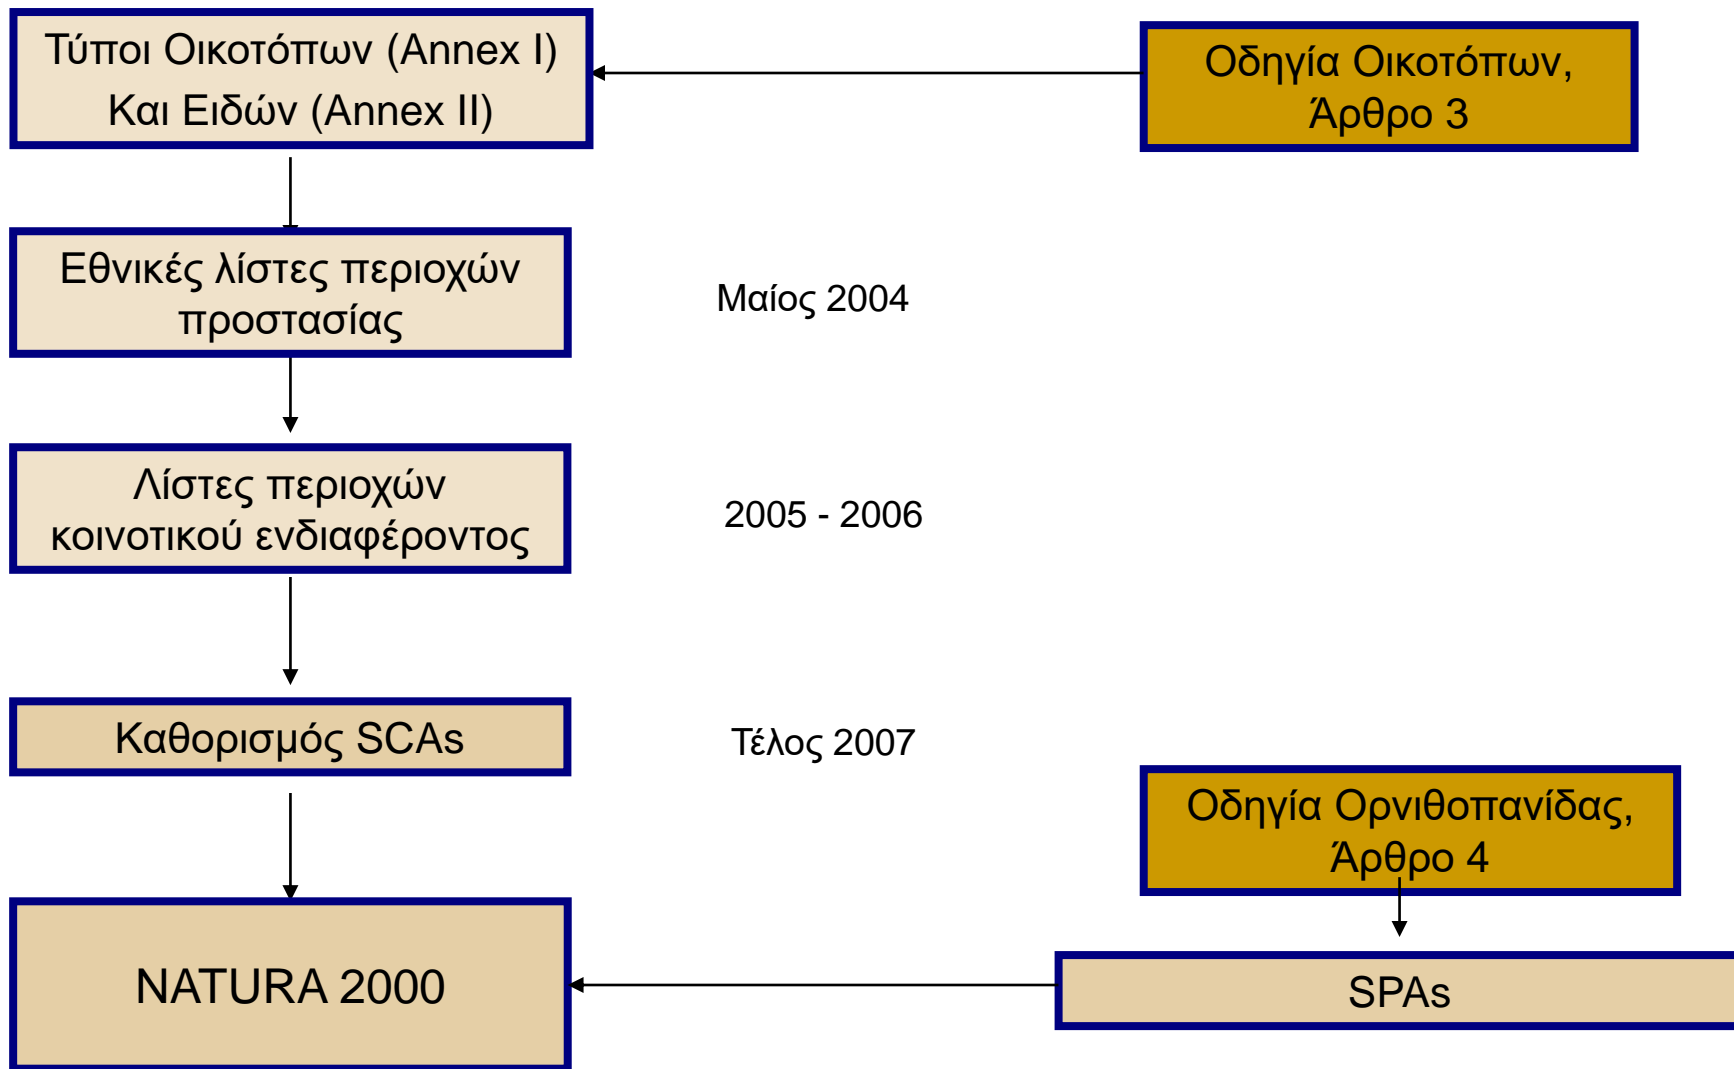 Τύποι Οικοτόπων (Annex I)
Και Ειδών (Annex II)
Οδηγία Οικοτόπων,
Άρθρο 3
Εθνικές λίστες περιοχών
προστασίας
Μαίος 2004
Λίστες περιοχών
κοινοτικού ενδιαφέροντος
2005 - 2006
Καθορισμός SCAs
Τέλος 2007
Οδηγία Ορνιθοπανίδας,
Άρθρο 4
NATURA 2000
SPAs